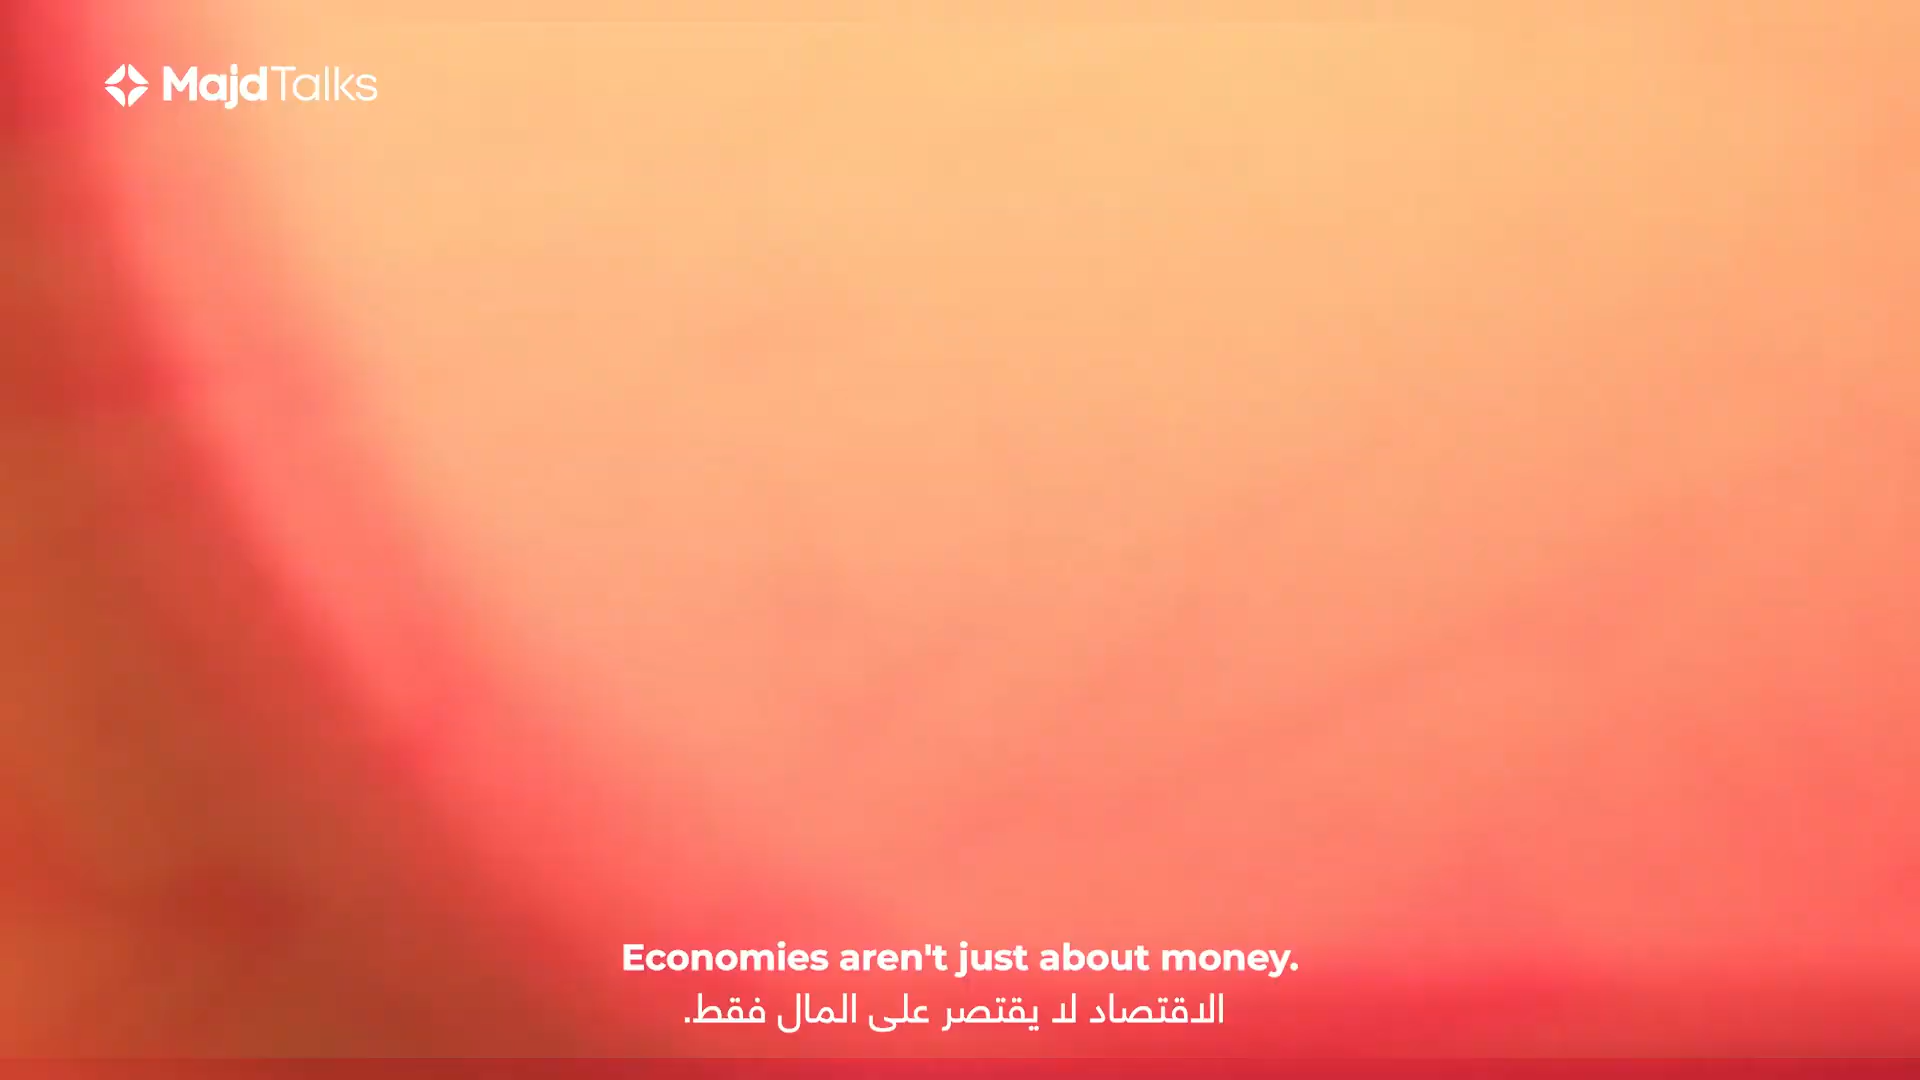 MajdTalks
Economies aren't just about money.
الاقتصاد لا يقتصر على المال فقط.